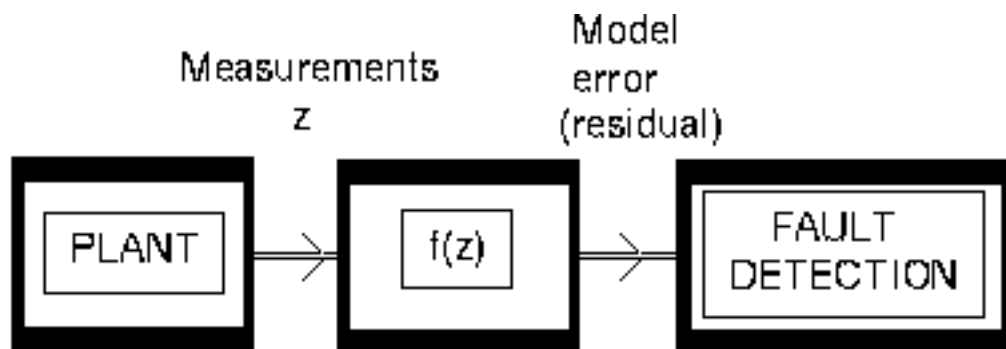 Measurements
z
Model
error
(residual)
PLANT
f(z)
FAULT
DETECTION